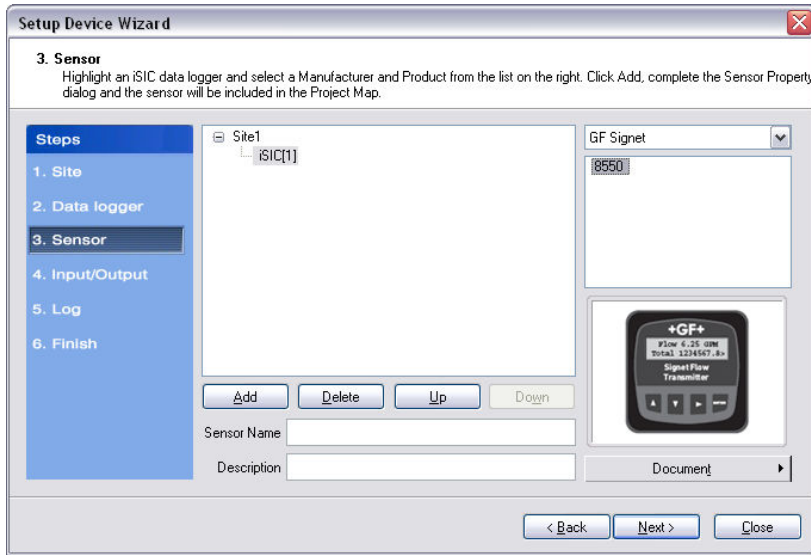 Setup Device Wizard
3. Sensor
Highlight an iSIC data logger and select a Manufacturer and Product from the list on the right. Click Add, complete the Sensor Property
dialog and the sensor will be included in the Project Map.
Steps
1. Site
2. Data logger
3. Sensor
4. Input/Output
5. Log
6. Finish
Site1
iSIC[1]
Add
Delete
Up
Down
Sensor Name
Description
GF Signet
8550
+GF+
Flow 6.25 GPM
Total 1234567.8>
Signet Flow
Transmitter
Document
< Back
Next >
Close